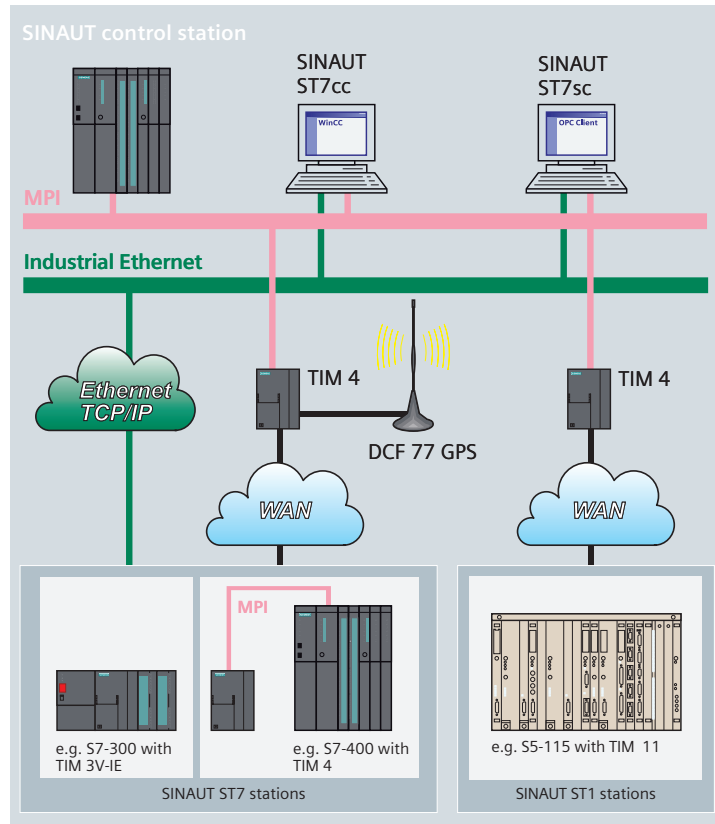 SINAUT control station
SINAUT
ST7cc
SINAUT
ST7sc
WinCC
OPC Client
MPI
Industrial Ethernet
Ethernet
TCP/IP
TIM 4
TIM 4
DCF 77 GPS
WAN
WAN
MPI
e.g. S7-300 with
TIM 3V-IE
e.g. S7-400 with
TIM 4
e.g. S5-115 with TIM 11
SINAUT ST7 stations
SINAUT ST1 stations